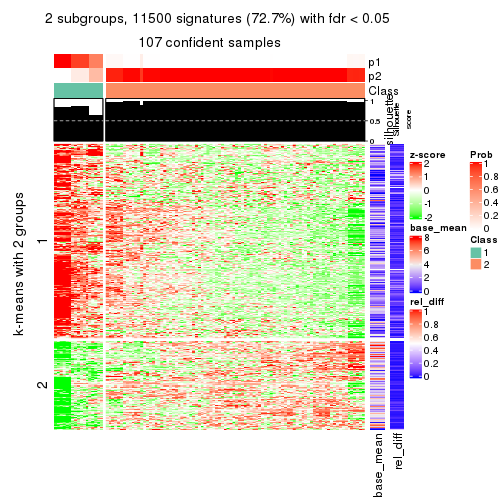 2 subgroups, 11500 signatures (72.7%) with fdr < 0.05
107 confident samples
p1
p2
Class
silhouette
Silhouette
score
1
0.5
0
k-means with 2 groups
1
2
base_mean
rel_diff
z-score
2
1
0
-1
-2
base_mean
8
6
4
2
0
rel_diff
1
0.8
0.6
0.4
0.2
0
Prob
1
0.8
0.6
0.4
0.2
0
Class
1
2